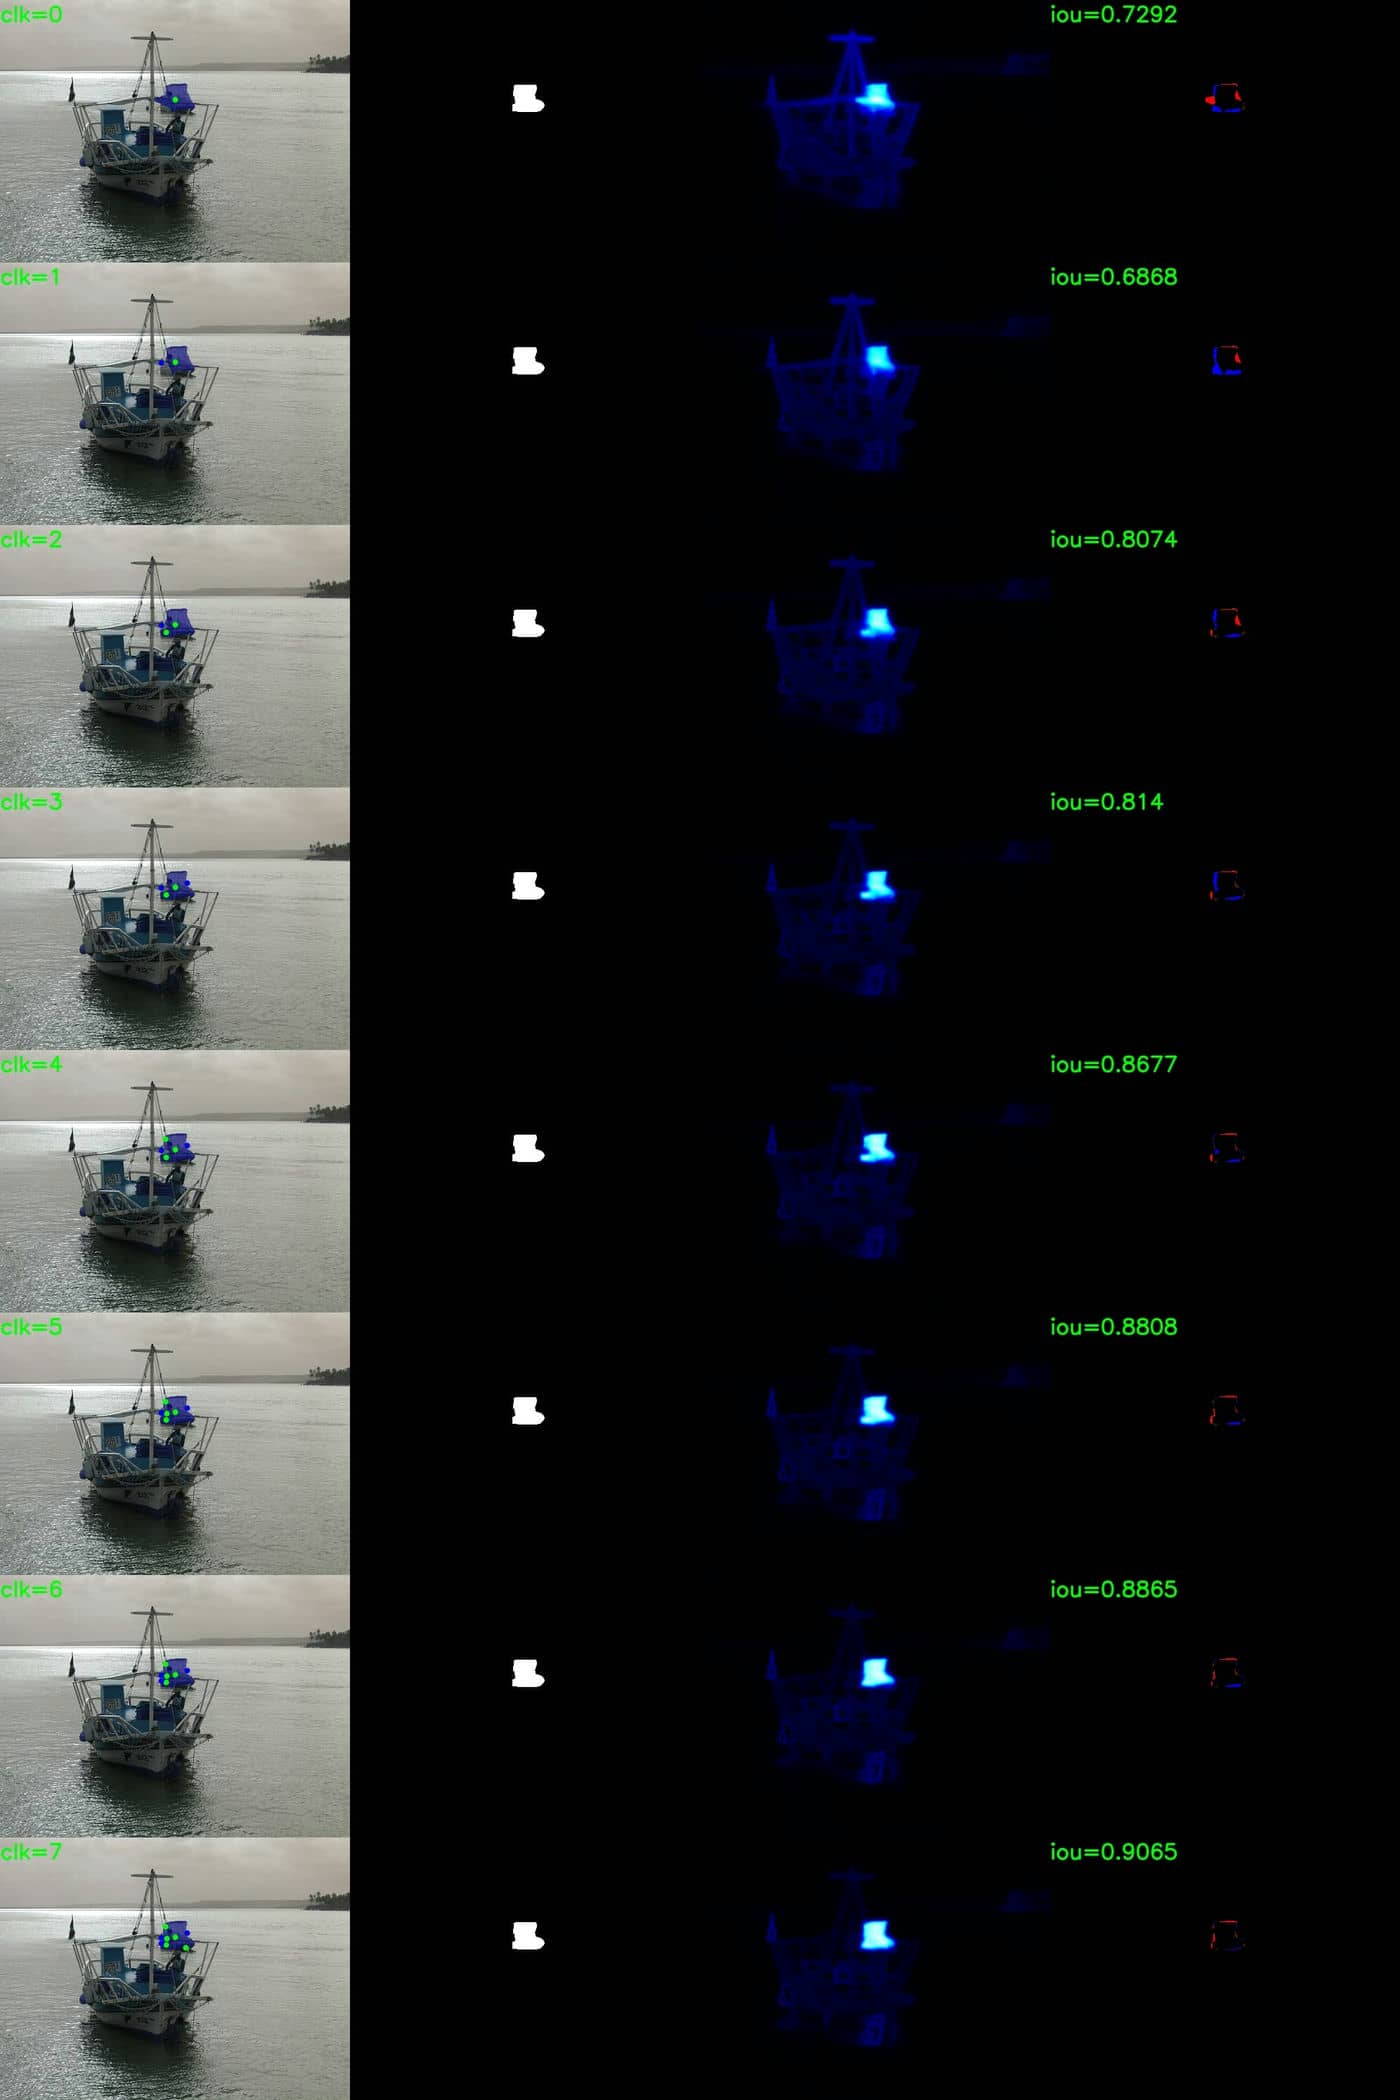 clk=0 iou=0.7292
clk=1 iou=0.6868
clk=2 iou=0.8074
clk=3 iou=0.814
clk=4 iou=0.8677
clk=5 iou=0.8808
clk=6 iou=0.8865
clk=7 iou=0.9065